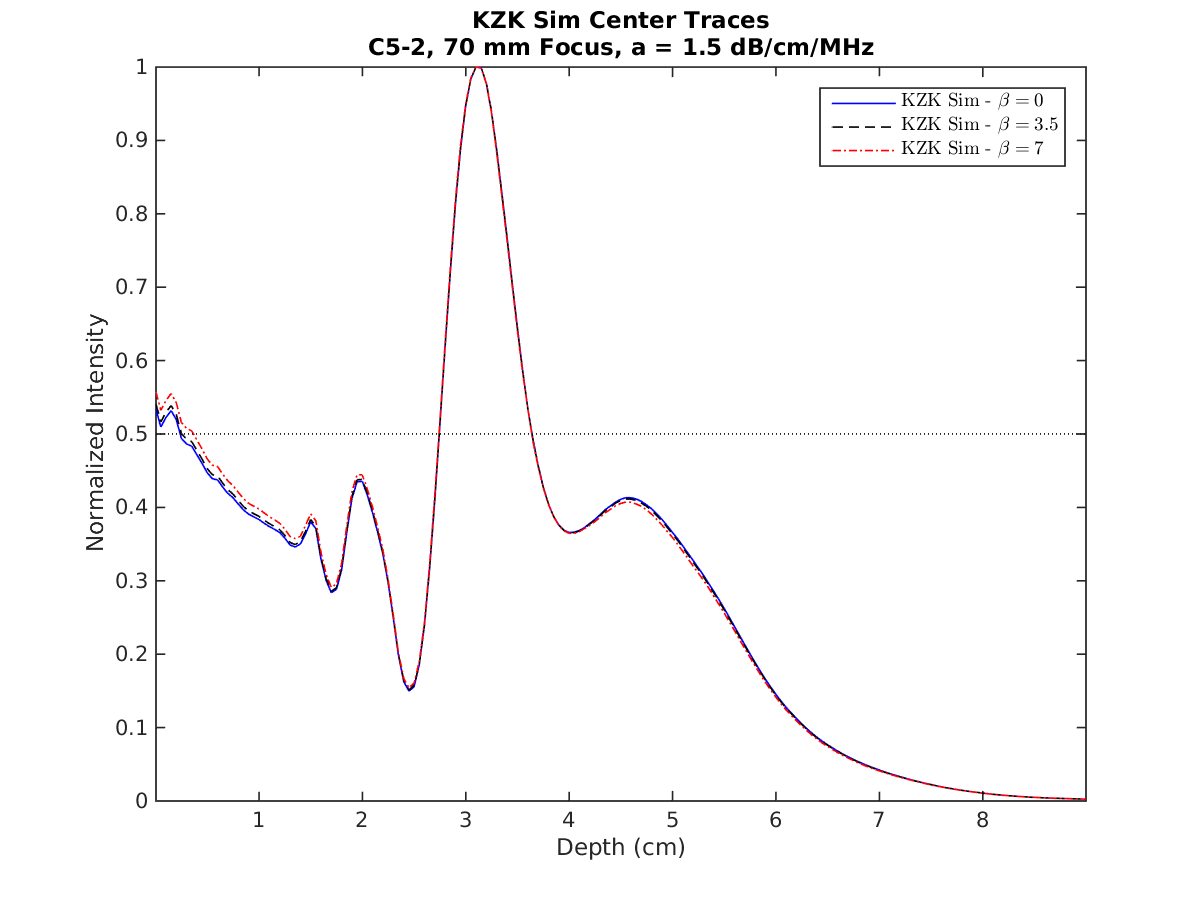 KZK Sim Center Traces
C5-2, 70 mm Focus, a = 1.5 dB/cm/MHz
KZK Sim - β = 0
KZK Sim - β = 3.5
KZK Sim - β = 7
Normalized Intensity
1
0.9
0.8
0.7
0.6
0.5
0.4
0.3
0.2
0.1
0
1 2 3 4 5 6 7 8
Depth (cm)